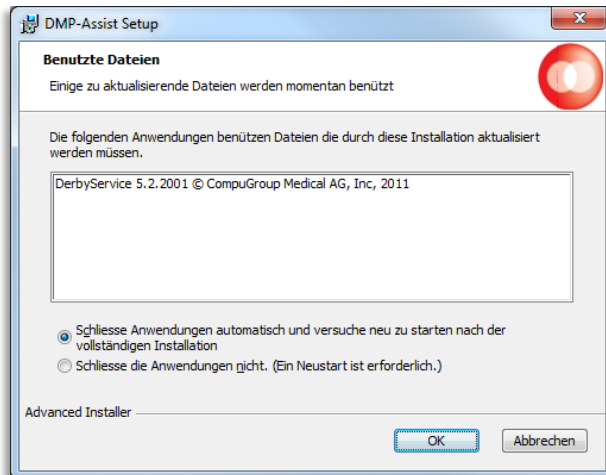 DMP-Assist Setup
Benutzte Dateien
Einige zu aktualisierende Dateien werden momentan benützt
Die folgenden Anwendungen benützen Dateien die durch diese Installation aktualisiert
werden müssen.
DerbyService 5.2.2001 © CompuGroup Medical AG, Inc, 2011
Schliesse Anwendungen automatisch und versuche neu zu starten nach der
vollständigen Installation
Schliesse die Anwendungen nicht. (Ein Neustart ist erforderlich.)
Advanced Installer
OK
Abbrechen